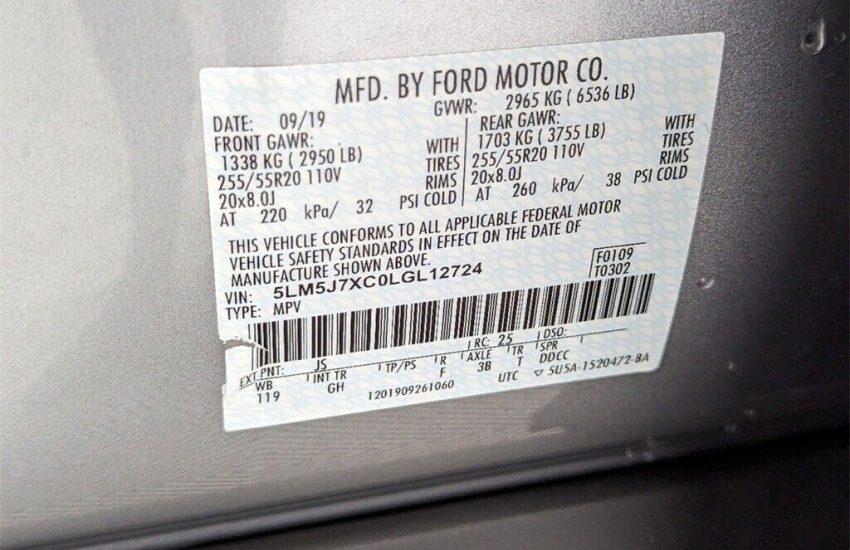 MFD. BY FORD MOTOR CO.
DATE: 09/19 GVWR: 2965 KG ( 6536 LB)
FRONT GAWR: REAR GAWR:
1338 KG ( 2950 LB) WITH 1703 KG ( 3755 LB) WITH
255/55R20 110V TIRES 255/55R20 110V TIRES
20x8.0J RIMS 20x8.0J RIMS
AT 220 kPa/ 32 PSI COLD AT 260 kPa/ 38 PSI COLD
THIS VEHICLE CONFORMS TO ALL APPLICABLE FEDERAL MOTOR
VEHICLE SAFETY STANDARDS IN EFFECT ON THE DATE OF
MANUFACTURE SHOWN ABOVE.
F0109
T0302
VIN: 5LM5J7XC0LGL12724
TYPE: MPV
EXT PNT: JS RC: 25 DSO:
WB INT TR TP/PS R AXLE TR SPR
119 GH F 3B T DDCC
1201909261060 UTC ▽ 5U5A-1520472-BA